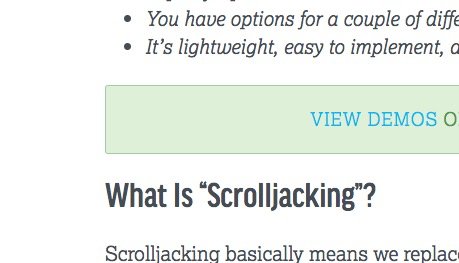 You have options for a couple of diffe
It's lightweight, easy to implement, a
VIEW DEMOS O
What Is “Scrolljacking”?
Scrolljacking basically means we replac